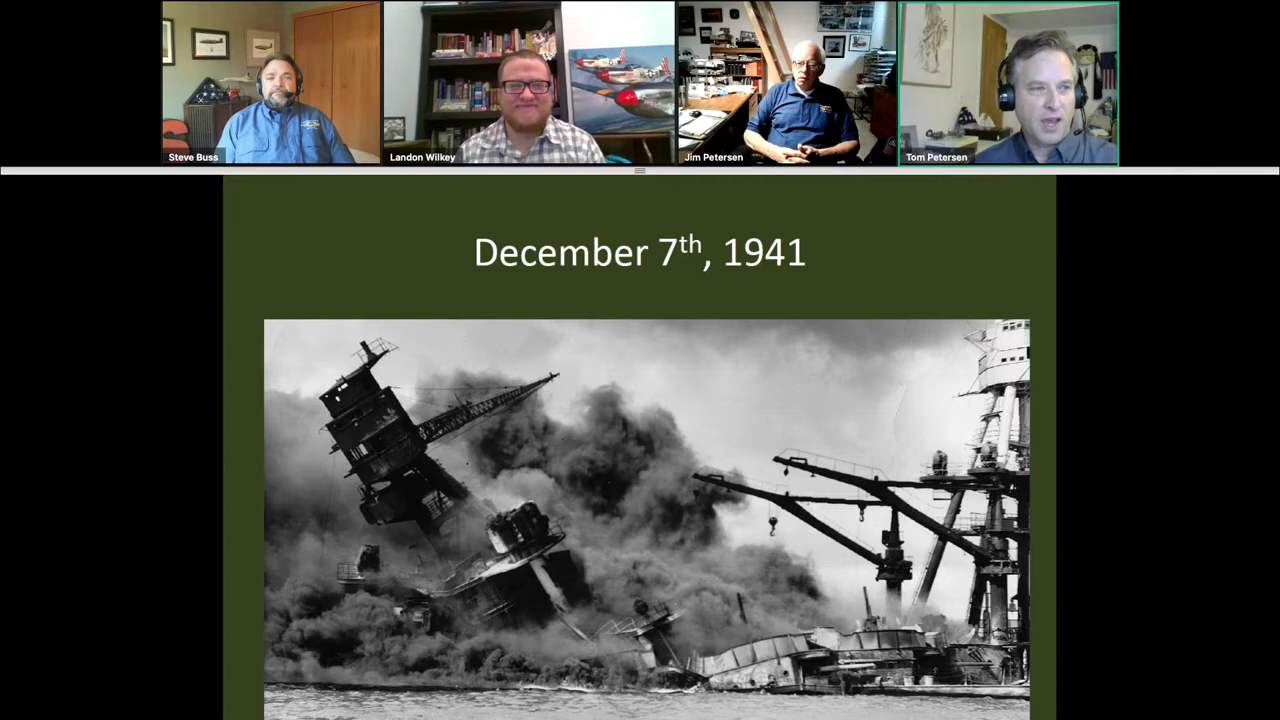 Steve Buss
Landon Wilkey
Jim Petersen
Tom Petersen
December 7th, 1941